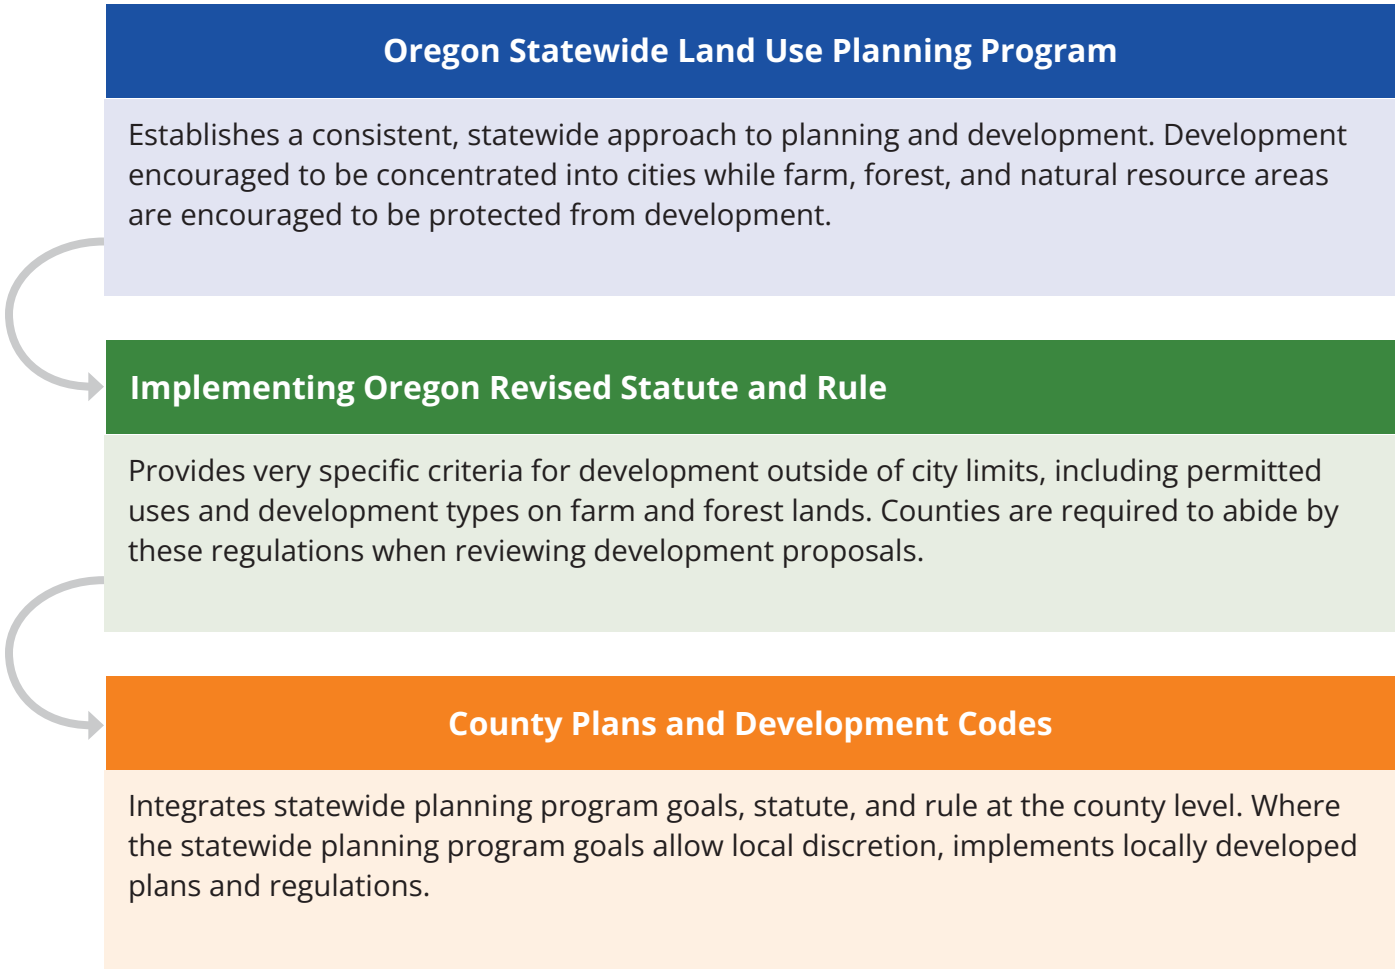 Oregon Statewide Land Use Planning Program
Establishes a consistent, statewide approach to planning and development. Development
encouraged to be concentrated into cities while farm, forest, and natural resource areas
are encouraged to be protected from development.
Implementing Oregon Revised Statute and Rule
Provides very specific criteria for development outside of city limits, including permitted
uses and development types on farm and forest lands. Counties are required to abide by
these regulations when reviewing development proposals.
County Plans and Development Codes
Integrates statewide planning program goals, statute, and rule at the county level. Where
the statewide planning program goals allow local discretion, implements locally developed
plans and regulations.